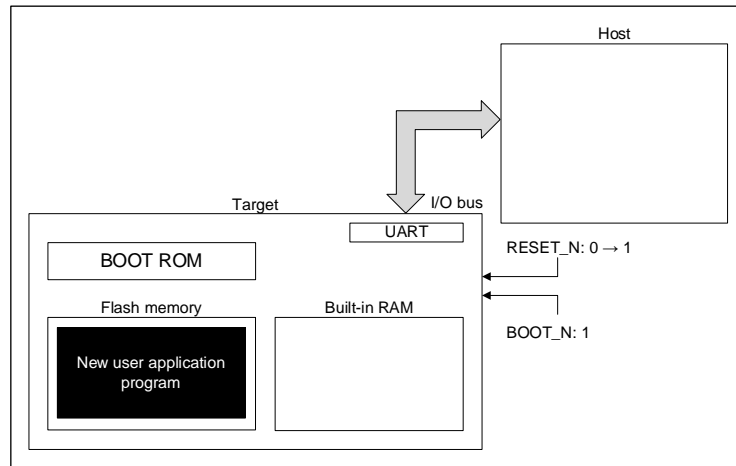 Host
Target
I/O bus
UART
RESET_N: 0 → 1
BOOT ROM
Flash memory
Built-in RAM
BOOT_N: 1
New user application
program